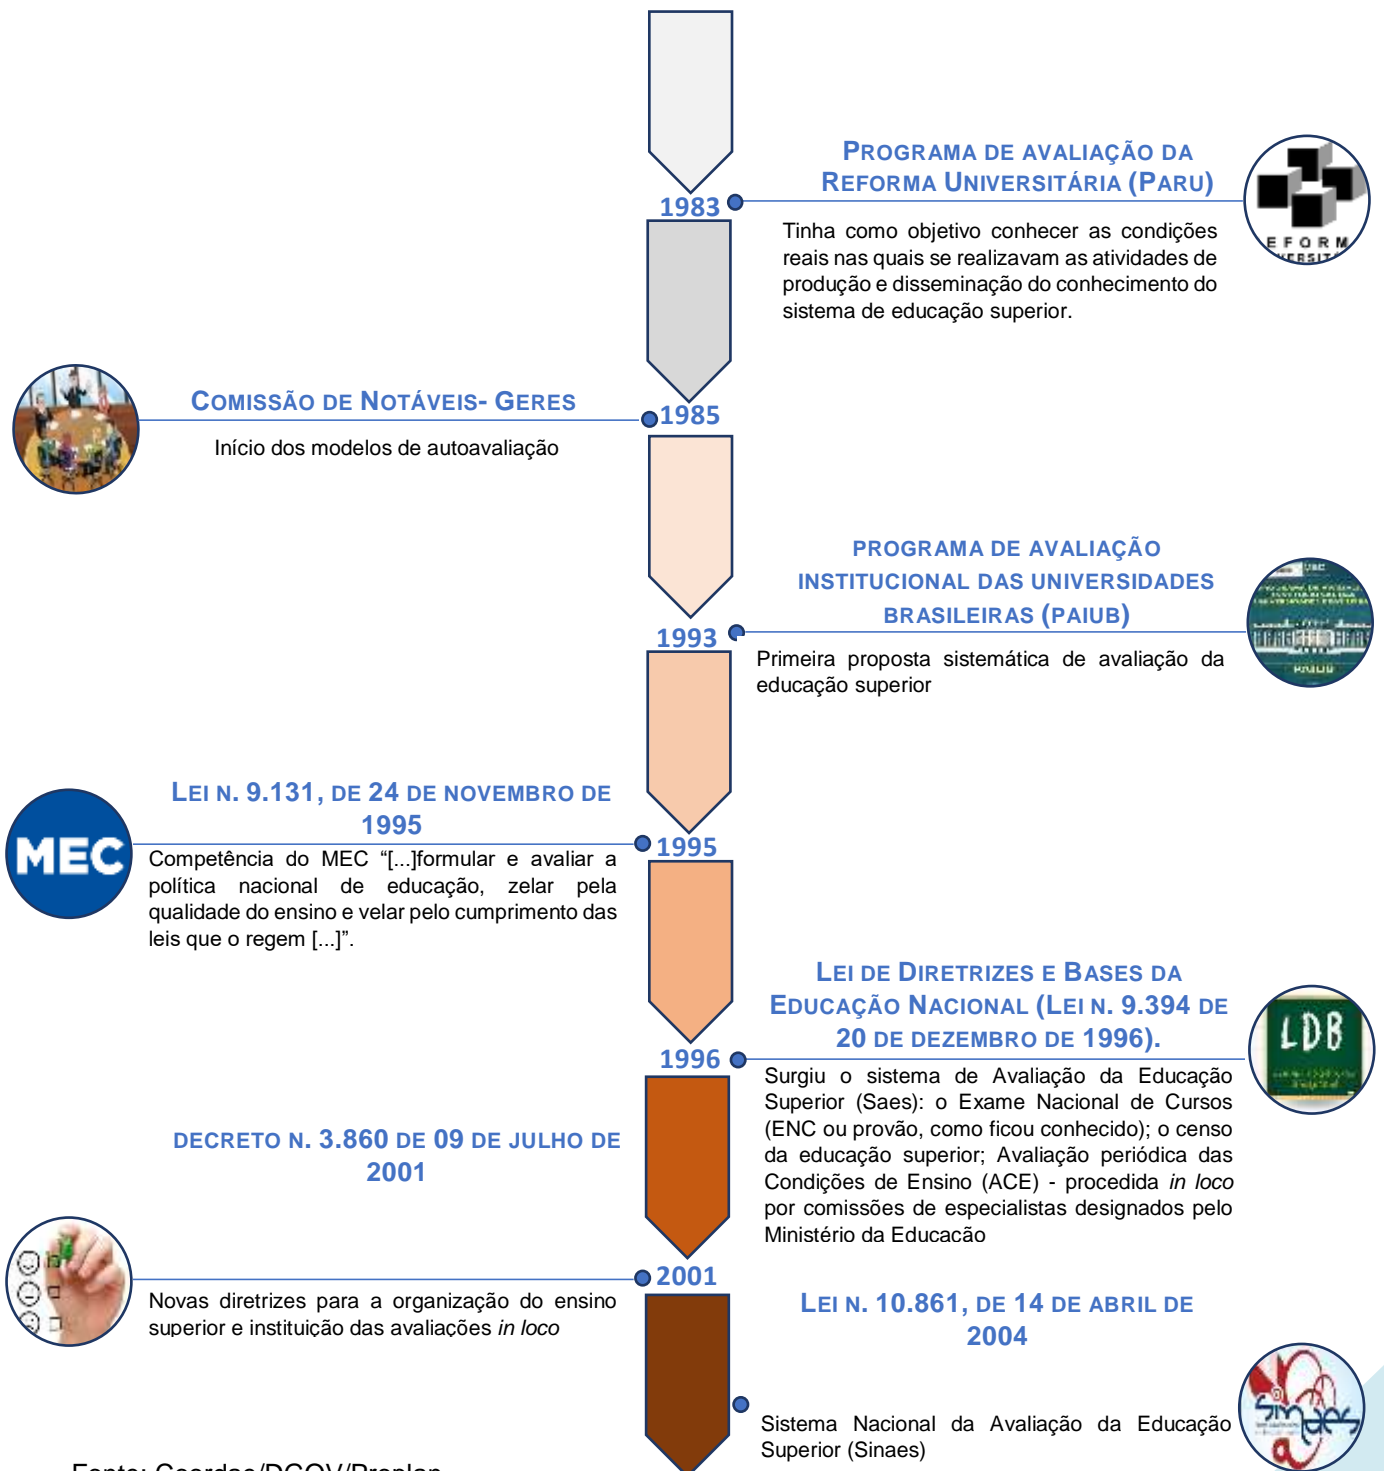 PROGRAMA DE AVALIAÇÃO DA
REFORMA UNIVERSITÁRIA (PARU)
1983
Tinha como objetivo conhecer as condições
reais nas quais se realizavam as atividades de
produção e disseminação do conhecimento do
sistema de educação superior.
EFORM
COMISSÃO DE NOTÁVEIS- GERES
1985
Início dos modelos de autoavaliação
PROGRAMA DE AVALIAÇÃO
INSTITUCIONAL DAS UNIVERSIDADES
BRASILEIRAS (PAIUB)
1993
Primeira proposta sistemática de avaliação da
educação superior
PAIUB
LEI N. 9.131, DE 24 DE NOVEMBRO DE
1995
MEC
1995
Competência do MEC “[...]formular e avaliar a
política nacional de educação, zelar pela
qualidade do ensino e velar pelo cumprimento das
leis que o regem [...]”.
LEI DE DIRETRIZES E BASES DA
EDUCAÇÃO NACIONAL (LEI N. 9.394 DE
20 DE DEZEMBRO DE 1996).
LDB
1996
Surgiu o sistema de Avaliação da Educação
Superior (Saes): o Exame Nacional de Cursos
(ENC ou provão, como ficou conhecido); o censo
da educação superior; Avaliação periódica das
Condições de Ensino (ACE) - procedida in loco
por comissões de especialistas designados pelo
Ministério da Educacão
DECRETO N. 3.860 DE 09 DE JULHO DE
2001
2001
Novas diretrizes para a organização do ensino
superior e instituição das avaliações in loco
LEI N. 10.861, DE 14 DE ABRIL DE
2004
Sistema Nacional da Avaliação da Educação
Superior (Sinaes)
Sinaes